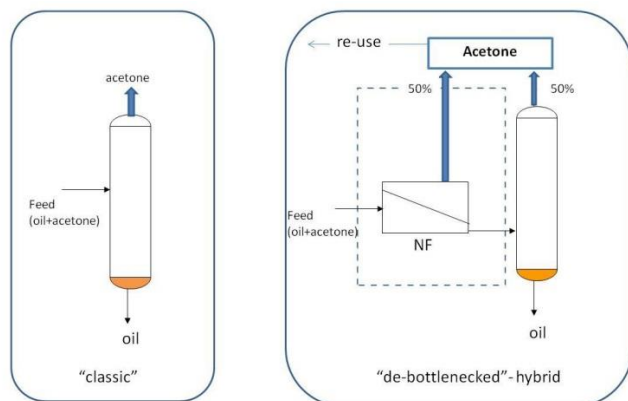 acetone
Feed
(oil+acetone)
oil
"classic"
re-use
Acetone
50%
50%
Feed
(oil+acetone)
NF
oil
"de-bottlenecked"-hybrid